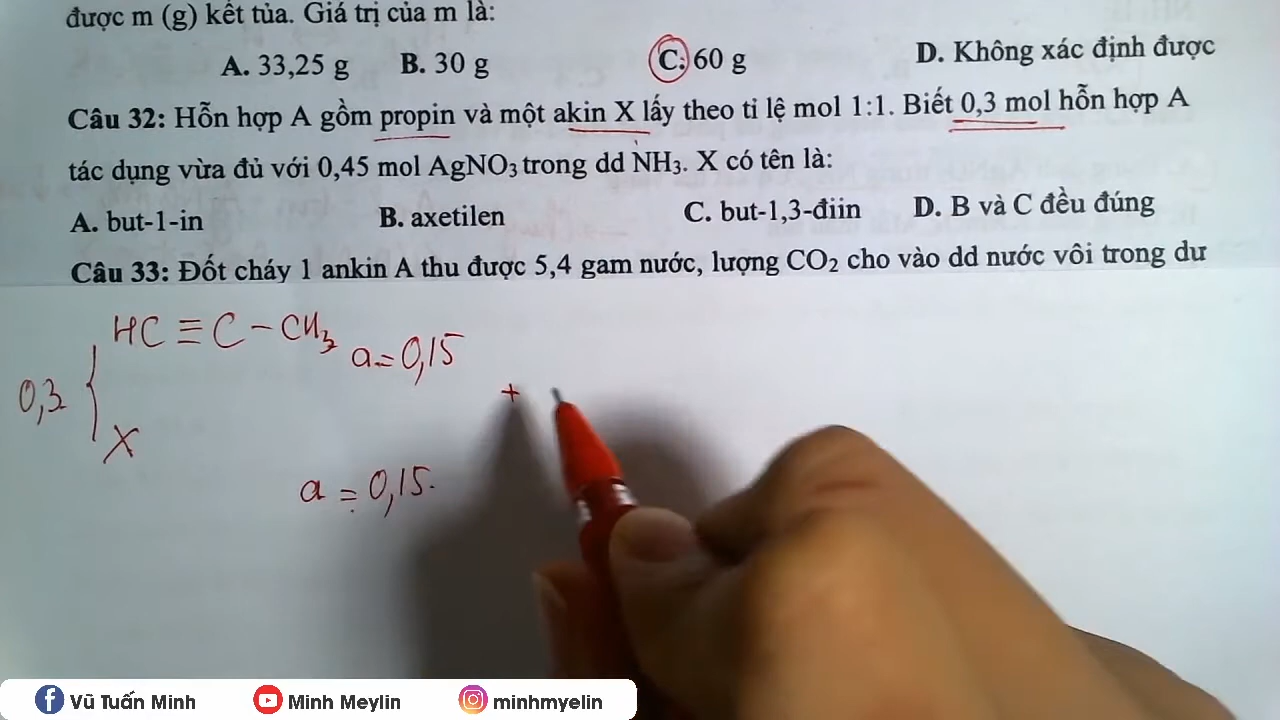 được m (g) kết tủa. Giá trị của m là:
A. 33,25 g B. 30 g C. 60 g D. Không xác định được
Câu 32: Hỗn hợp A gồm propin và một akin X lấy theo tỉ lệ mol 1:1. Biết 0,3 mol hỗn hợp A
tác dụng vừa đủ với 0,45 mol AgNO₃ trong dd NH₃. X có tên là:
A. but-1-in B. axetilen C. but-1,3-điin D. B và C đều đúng
Câu 33: Đốt cháy 1 ankin A thu được 5,4 gam nước, lượng CO₂ cho vào dd nước vôi trong dư
HC ≡ C – CH₃ a = 0,15
0,3 { +
X
a = 0,15.
Vũ Tuấn Minh Minh Meylin minhmyelin